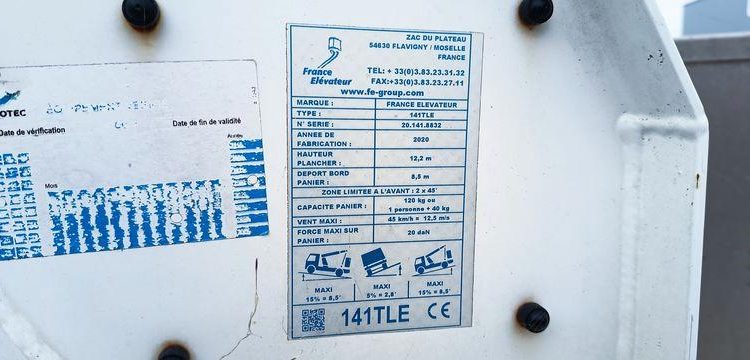 OTEC
Date de vérification
Date de fin de validité
Mois
France
Elévateur
ZAC DU PLATEAU
54630 FLAVIGNY / MOSELLE
FRANCE
TEL: + 33(0)3.83.23.31.32
FAX:+33(0)3.83.23.27.11
www.fe-group.com
MARQUE : FRANCE ELEVATEUR
TYPE : 141TLE
N° SERIE : 20.141.8832
ANNEE DE FABRICATION : 2020
HAUTEUR PLANCHER : 12,2 m
DEPORT BORD PANIER : 8,5 m
ZONE LIMITEE A L'AVANT : 2 x 45°
CAPACITE PANIER : 120 kg ou 1 personne + 40 kg
VENT MAXI : 45 km/h = 12,5 m/s
FORCE MAXI SUR PANIER : 20 daN
MAXI 15% = 8,5° MAXI 5% = 2,8° MAXI 15% = 8,5°
141TLE CE